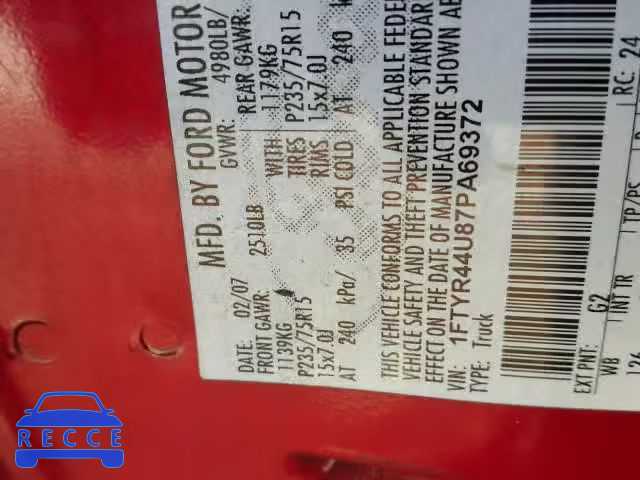 MFD. BY FORD MOTOR
DATE: 02/07 GVWR: 4980LB/
FRONT GAWR: 2510LB REAR GAWR:
1139KG WITH 1179KG
P235/75R15 TIRES P235/75R15
15x7.0J RIMS 15x7.0J
AT 240 kPa/ 35 PSI COLD AT 240
THIS VEHICLE CONFORMS TO ALL APPLICABLE FEDE
VEHICLE SAFETY AND THEFT PREVENTION STANDAR
EFFECT ON THE DATE OF MANUFACTURE SHOWN AB
VIN: 1FTYR44U87PA69372
TYPE: Truck
EXT PNT: G2 RC: 24
WB INT TR TP/PS
126
RECCE